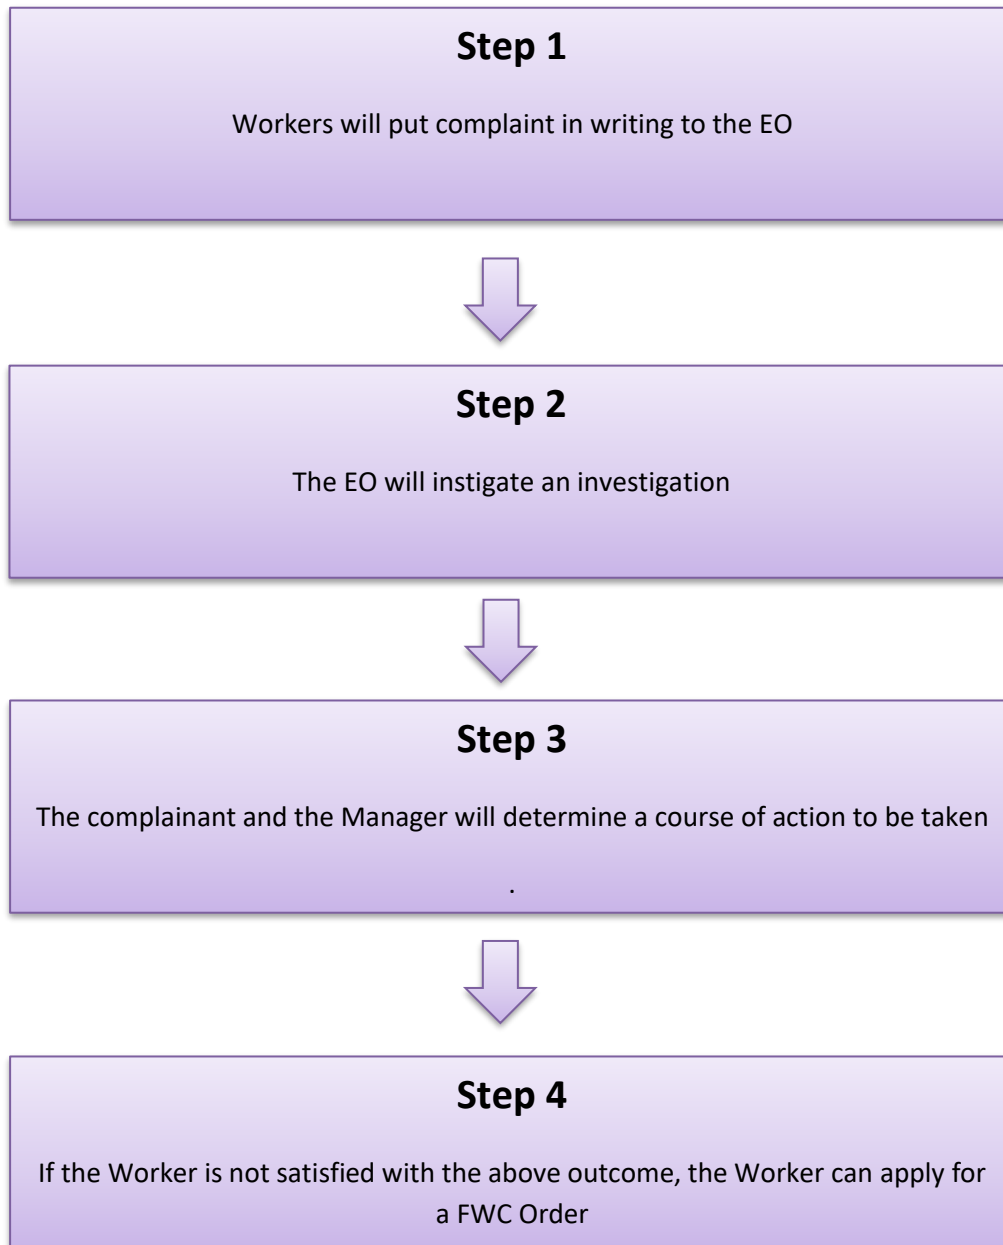 Step 1
Workers will put complaint in writing to the EO
Step 2
The EO will instigate an investigation
Step 3
The complainant and the Manager will determine a course of action to be taken
.
Step 4
If the Worker is not satisfied with the above outcome, the Worker can apply for
a FWC Order